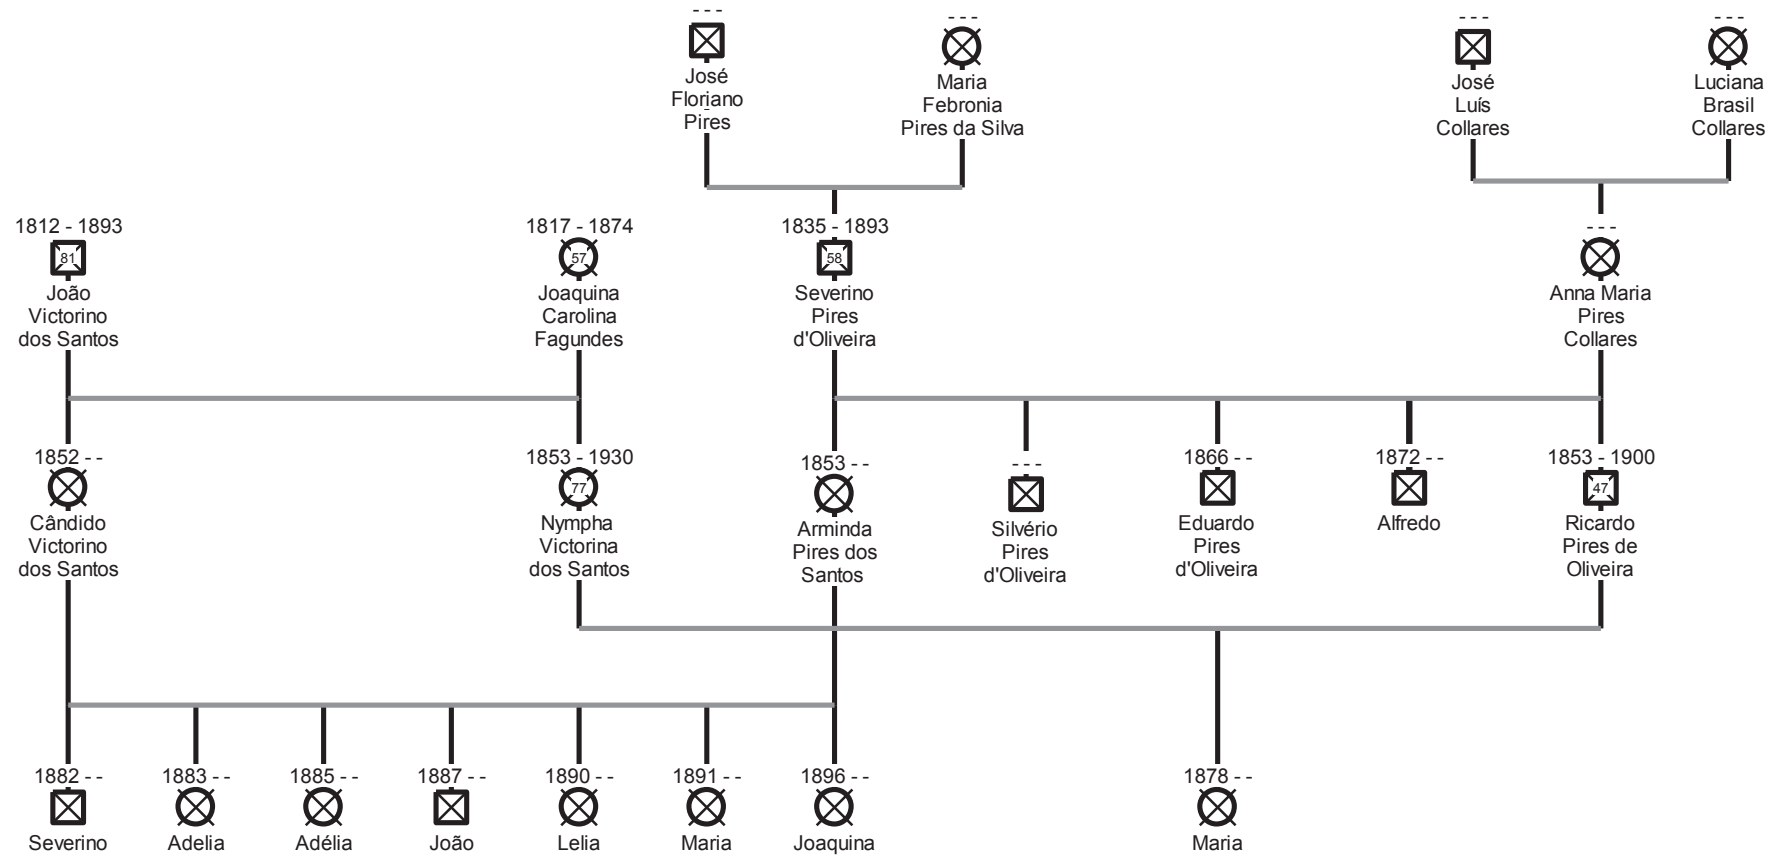 - - -
José
Floriano
Pires
- - -
Maria
Febronia
Pires da Silva
- - -
José
Luís
Collares
- - -
Luciana
Brasil
Collares
1812 - 1893
81
João
Victorino
dos Santos
1817 - 1874
57
Joaquina
Carolina
Fagundes
1835 - 1893
58
Severino
Pires
d'Oliveira
- - -
Anna Maria
Pires
Collares
1852 - -
Cândido
Victorino
dos Santos
1853 - 1930
77
Nympha
Victorina
dos Santos
1853 - -
Arminda
Pires dos
Santos
- - -
Silvério
Pires
d'Oliveira
1866 - -
Eduardo
Pires
d'Oliveira
1872 - -
Alfredo
1853 - 1900
47
Ricardo
Pires de
Oliveira
1882 - -
Severino
1883 - -
Adelia
1885 - -
Adélia
1887 - -
João
1890 - -
Lelia
1891 - -
Maria
1896 - -
Joaquina
1878 - -
Maria